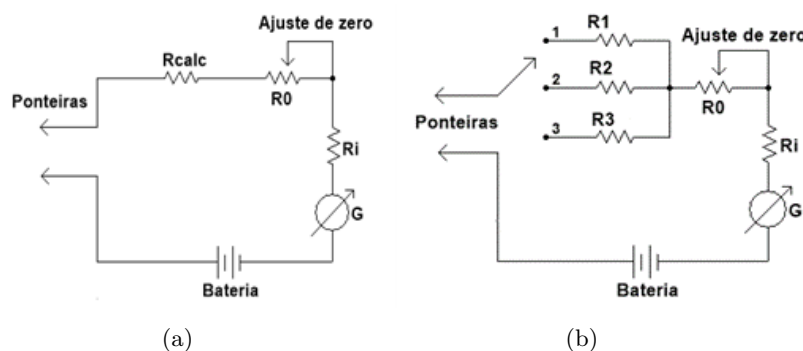 Ajuste de zero
Rcalc
R0
Ponteiras
Ri
G
Bateria
(a)
1
R1
Ajuste de zero
2
R2
R0
Ponteiras
3
R3
Ri
G
Bateria
(b)